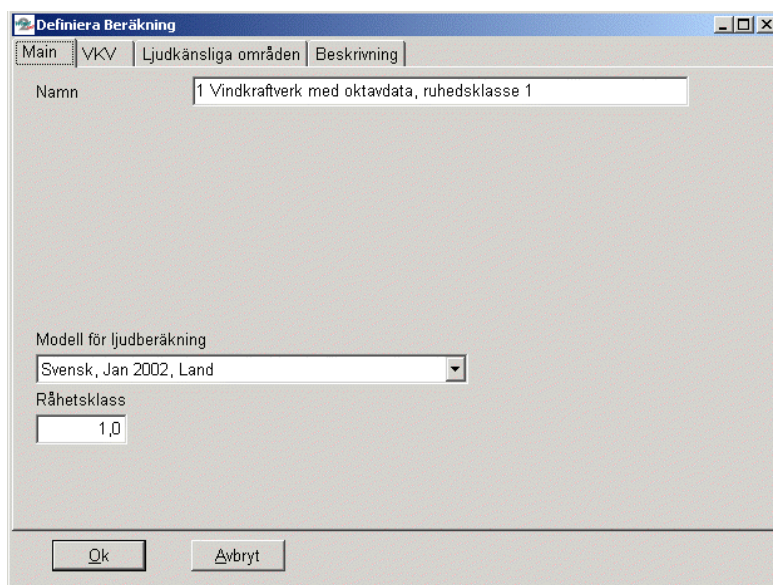 Definiera Beräkning
Main VKV Ljudkänsliga områden Beskrivning
Namn 1 Vindkraftverk med oktavdata, ruhedsklasse 1
Modell för ljudberäkning
Svensk, Jan 2002, Land
Råhetsklass
1,0
Ok Avbryt